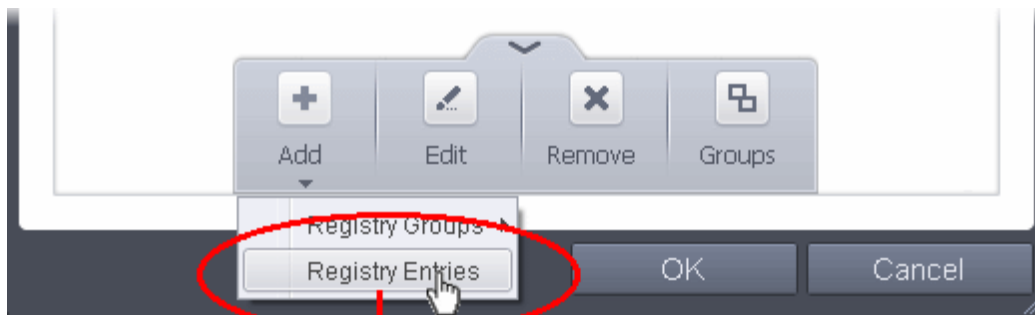 Add Edit Remove Groups
Registry Groups
Registry Entries
OK Cancel